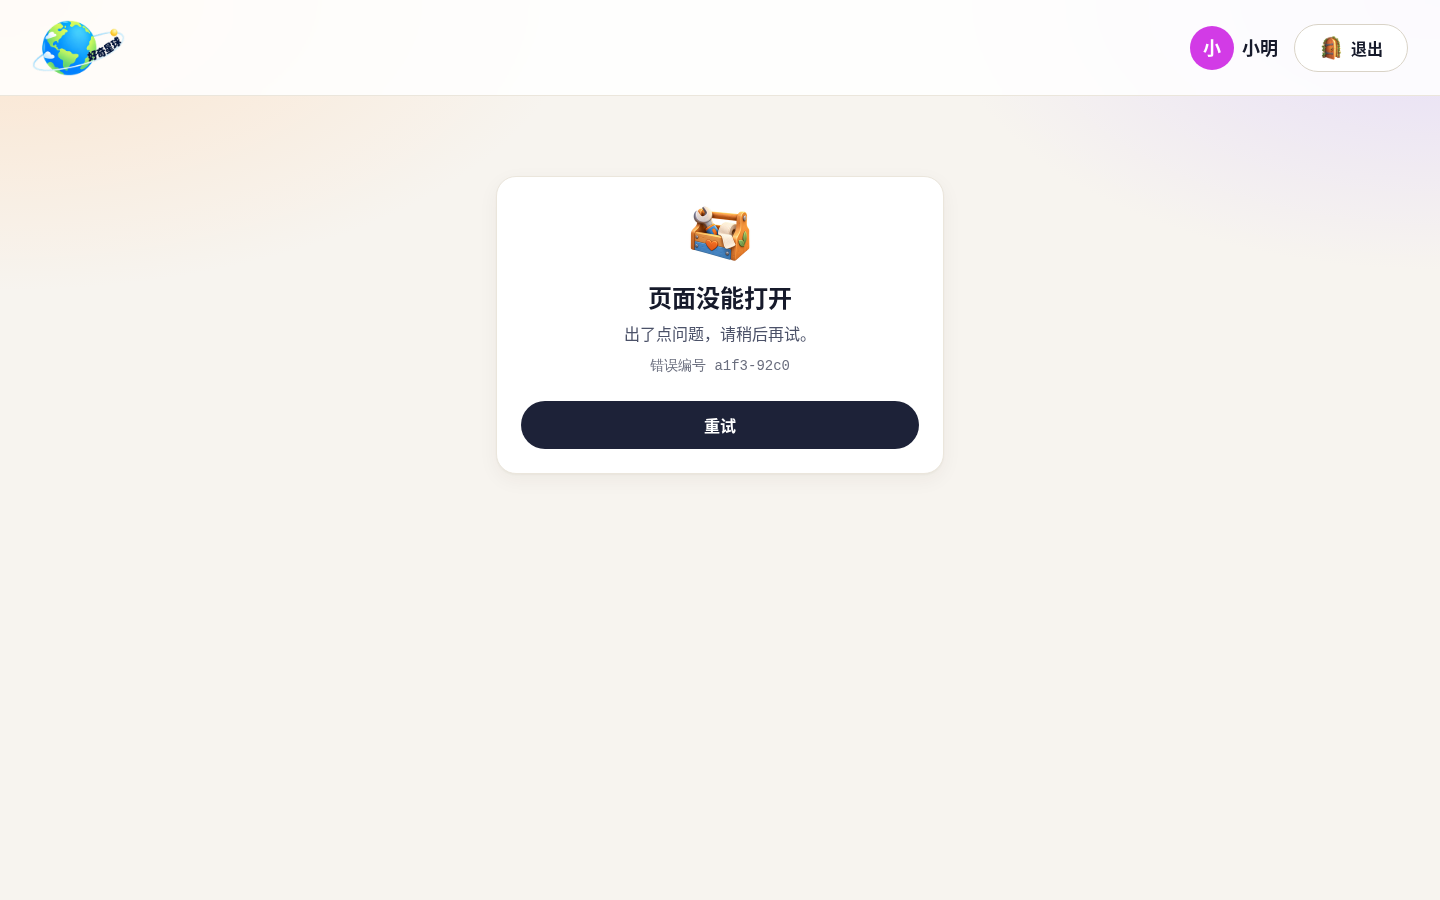 好奇星球
小 小明 退出
页面没能打开
出了点问题，请稍后再试。
错误编号 a1f3-92c0
重试